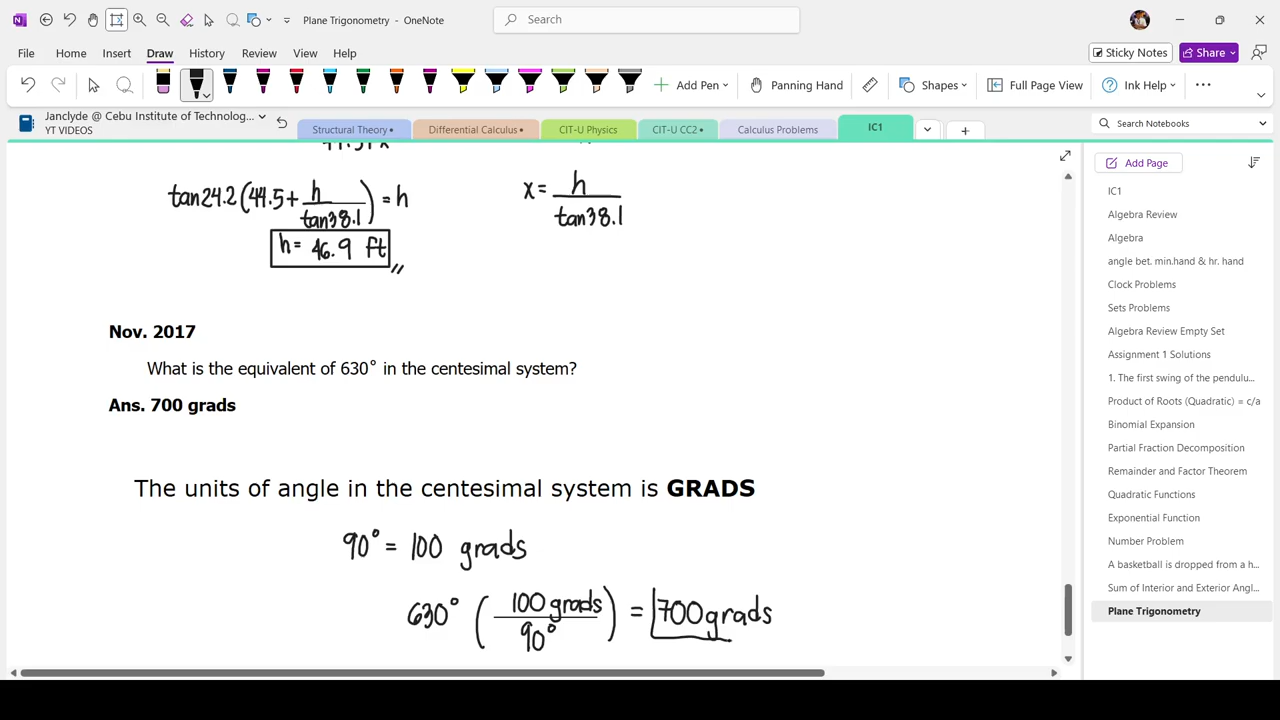 Plane Trigonometry - OneNote
Search
File Home Insert Draw History Review View Help
Sticky Notes
Share
Add Pen
Panning Hand
Shapes
Full Page View
Ink Help
Janclyde @ Cebu Institute of Technolog...
YT VIDEOS
Structural Theory
Differential Calculus
CIT-U Physics
CIT-U CC2
Calculus Problems
IC1
Search Notebooks
tan24.2(44.5+ h/tan38.1) = h
x = h/tan38.1
h = 46.9 ft
Nov. 2017
What is the equivalent of 630° in the centesimal system?
Ans. 700 grads
The units of angle in the centesimal system is GRADS
90° = 100 grads
630° (100 grads/90°) = 700 grads
Add Page
IC1
Algebra Review
Algebra
angle bet. min.hand & hr. hand
Clock Problems
Sets Problems
Algebra Review Empty Set
Assignment 1 Solutions
1. The first swing of the pendulu...
Product of Roots (Quadratic) = c/a
Binomial Expansion
Partial Fraction Decomposition
Remainder and Factor Theorem
Quadratic Functions
Exponential Function
Number Problem
A basketball is dropped from a h...
Sum of Interior and Exterior Angl...
Plane Trigonometry